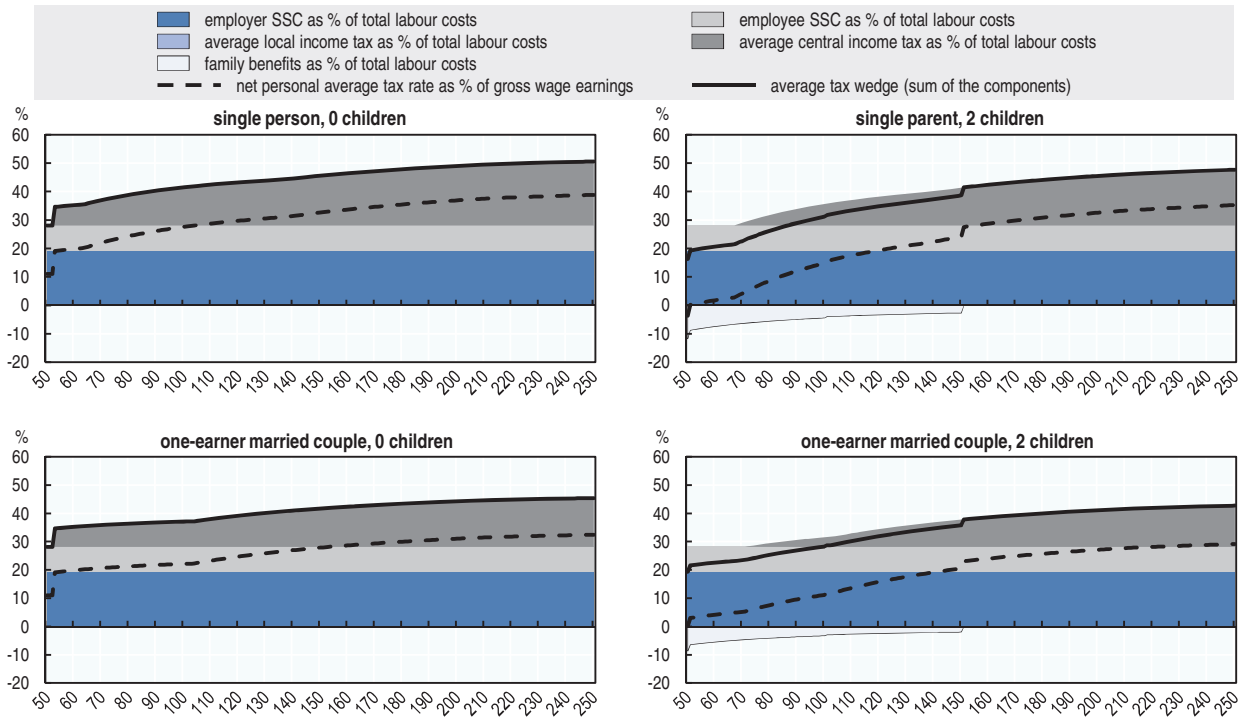 employer SSC as % of total labour costs
employee SSC as % of total labour costs
average local income tax as % of total labour costs
average central income tax as % of total labour costs
family benefits as % of total labour costs
net personal average tax rate as % of gross wage earnings
average tax wedge (sum of the components)
%
single person, 0 children
60
50
40
30
20
10
0
-10
-20
50 60 70 80 90 100 110 120 130 140 150 160 170 180 190 200 210 220 230 240 250
%
single parent, 2 children
60
50
40
30
20
10
0
-10
-20
50 60 70 80 90 100 110 120 130 140 150 160 170 180 190 200 210 220 230 240 250
%
one-earner married couple, 0 children
60
50
40
30
20
10
0
-10
-20
50 60 70 80 90 100 110 120 130 140 150 160 170 180 190 200 210 220 230 240 250
%
one-earner married couple, 2 children
60
50
40
30
20
10
0
-10
-20
50 60 70 80 90 100 110 120 130 140 150 160 170 180 190 200 210 220 230 240 250